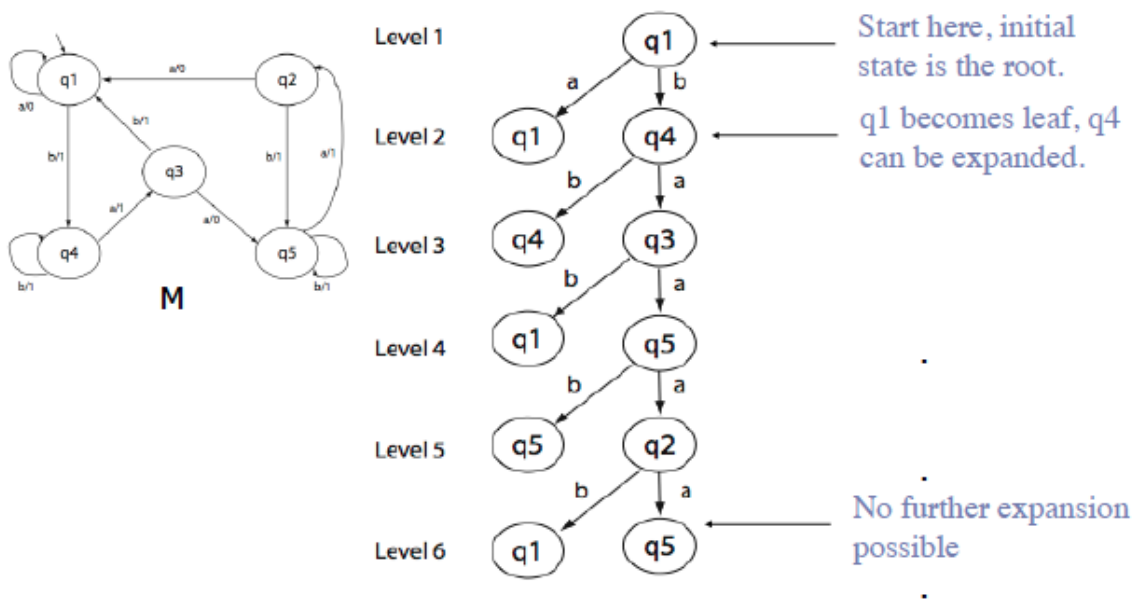 q1
q2
q3
q4
q5
a/0
a/0
b/1
b/1
b/1
a/1
a/1
a/0
b/1
b/1
M
Level 1
q1
a
b
Level 2
q1
q4
b
a
Level 3
q4
q3
b
a
Level 4
q1
q5
b
a
Level 5
q5
q2
b
a
Level 6
q1
q5
Start here, initial
state is the root.
q1 becomes leaf, q4
can be expanded.
.
.
No further expansion
possible
.